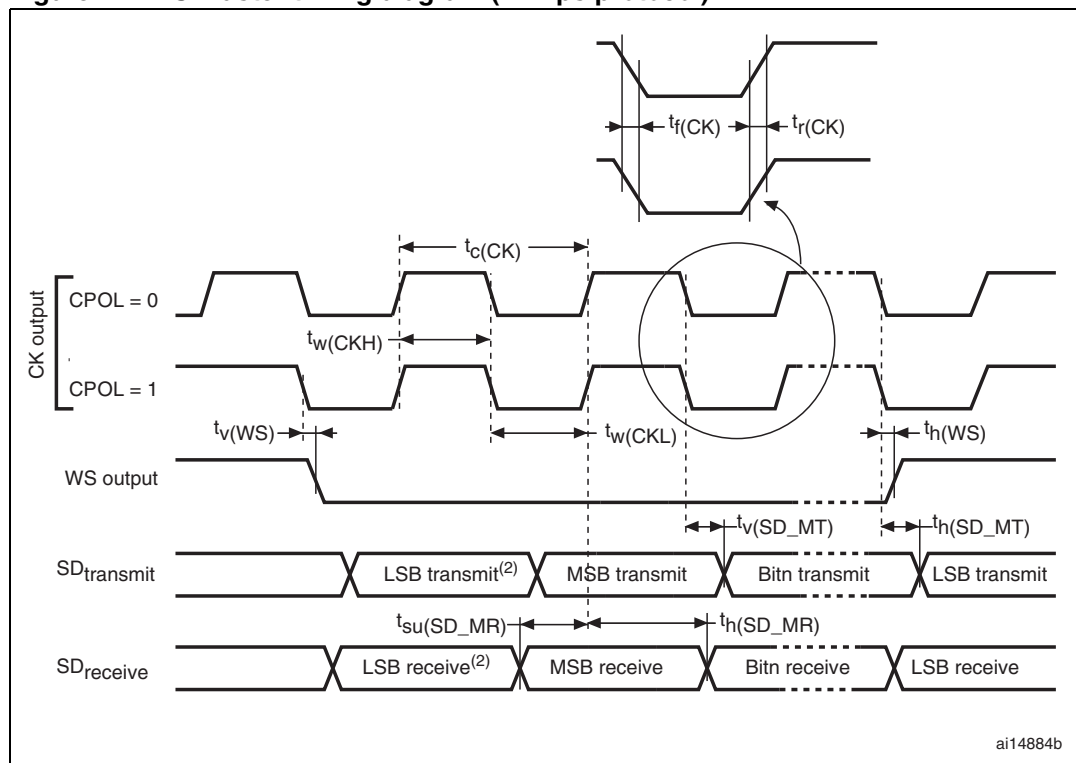 tf(CK)
tr(CK)
tc(CK)
CK output
CPOL = 0
tw(CKH)
CPOL = 1
tv(WS)
tw(CKL)
th(WS)
WS output
tv(SD_MT)
th(SD_MT)
SDtransmit
LSB transmit(2)
MSB transmit
Bitn transmit
LSB transmit
tsu(SD_MR)
th(SD_MR)
SDreceive
LSB receive(2)
MSB receive
Bitn receive
LSB receive
ai14884b